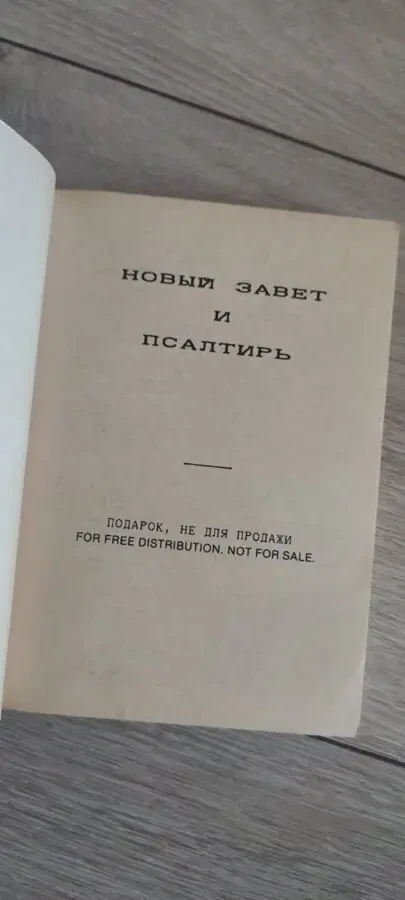 НОВЫЙ ЗАВЕТ
И
ПСАЛТИРЬ
ПОДАРОК, НЕ ДЛЯ ПРОДАЖИ
FOR FREE DISTRIBUTION. NOT FOR SALE.